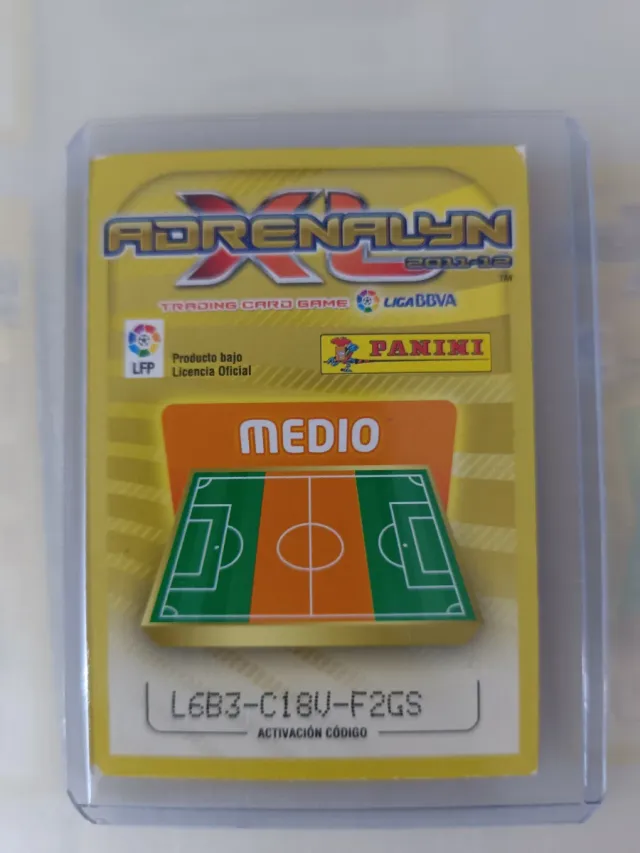 ADRENALYN XL
2011-12
TRADING CARD GAME LIGA BBVA
LFP
Producto bajo
Licencia Oficial
PANINI
MEDIO
L6B3-C18V-F2GS
ACTIVACIÓN CÓDIGO